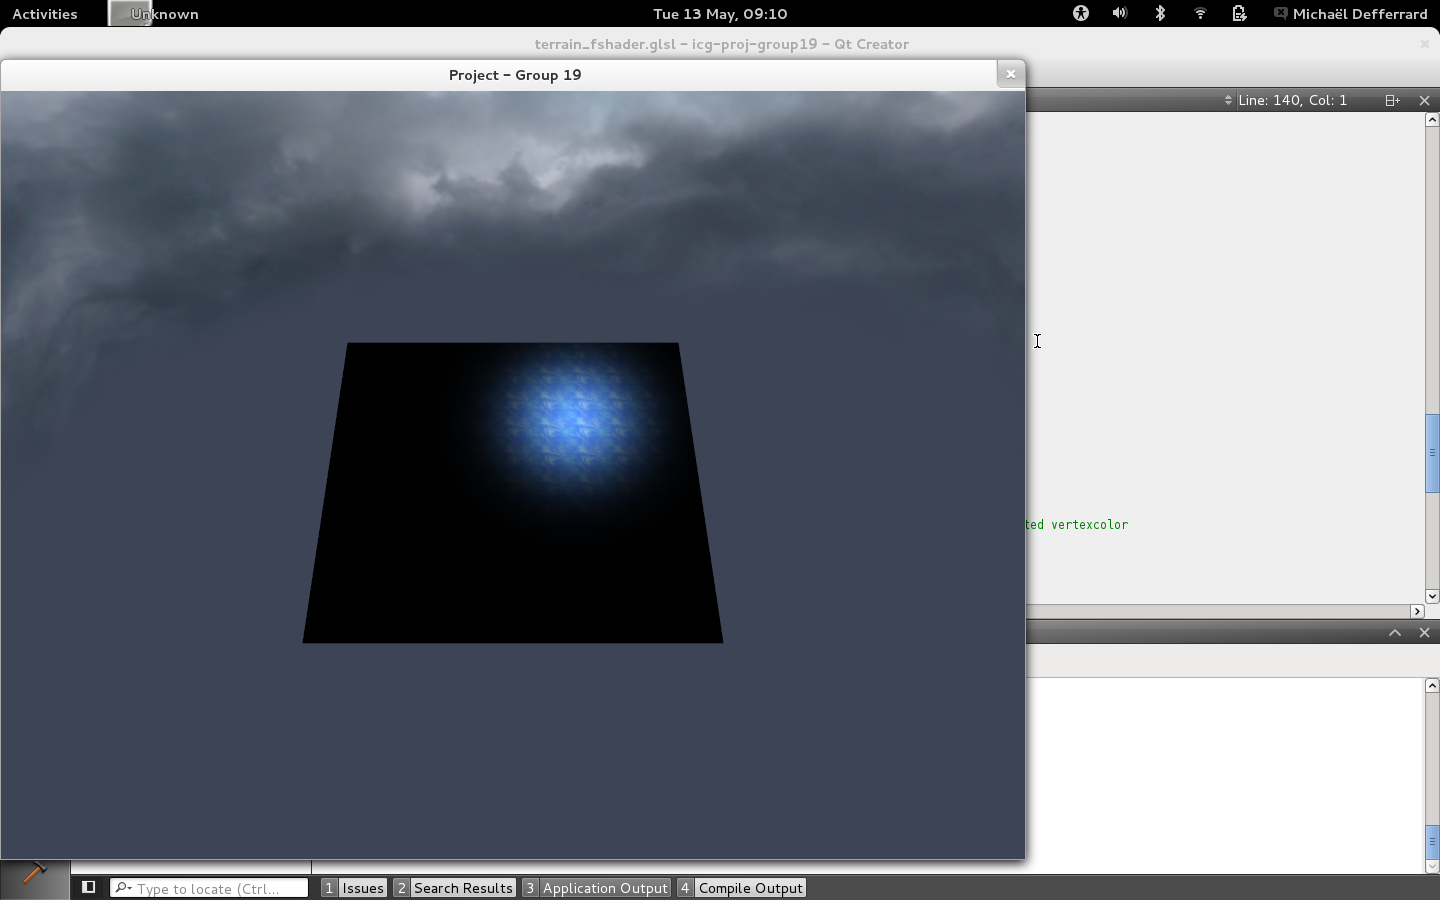 Activities
Unknown
Tue 13 May, 09:10
Michaël Defferrard
terrain_fshader.glsl - icg-proj-group19 - Qt Creator
Project - Group 19
Line: 140, Col: 1
ted vertexcolor
Type to locate (Ctrl...
1 Issues
2 Search Results
3 Application Output
4 Compile Output